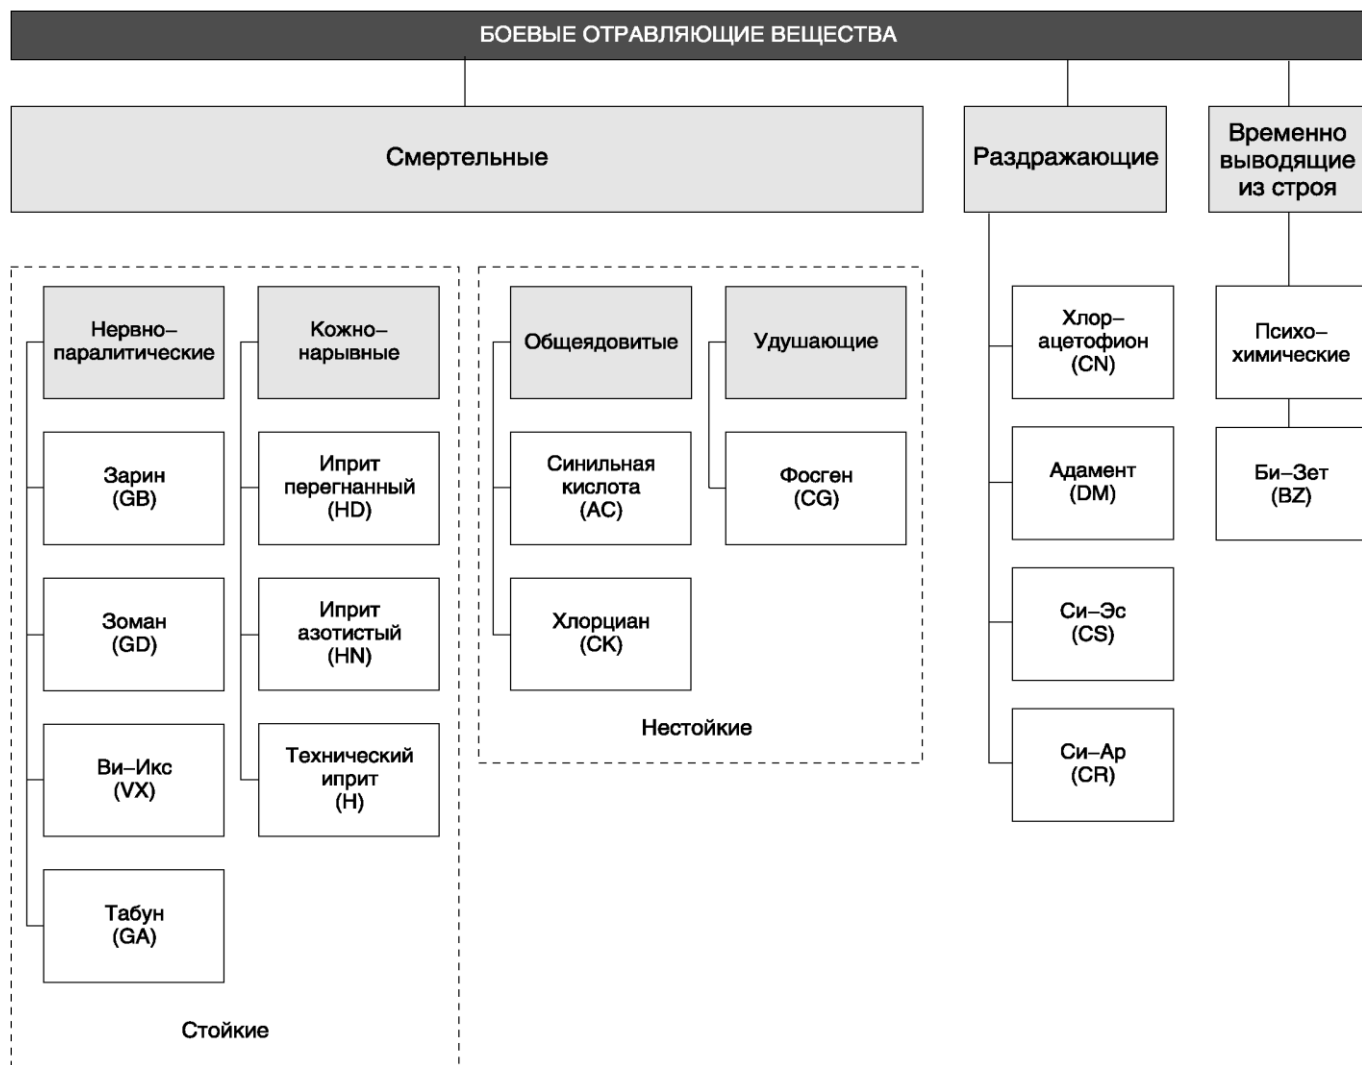 БОЕВЫЕ ОТРАВЛЯЮЩИЕ ВЕЩЕСТВА
Смертельные
Раздражающие
Временно
выводящие
из строя
Нервно–
паралитические
Зарин
(GB)
Зоман
(GD)
Ви–Икс
(VX)
Табун
(GA)
Кожно-
нарывные
Иприт
перегнанный
(HD)
Иприт
азотистый
(HN)
Технический
иприт
(H)
Стойкие
Общеядовитые
Синильная
кислота
(AC)
Хлорциан
(CK)
Удушающие
Фосген
(CG)
Нестойкие
Хлор–
ацетофион
(CN)
Адамент
(DM)
Си–Эс
(CS)
Си–Ар
(CR)
Психо-
химические
Би–Зет
(BZ)